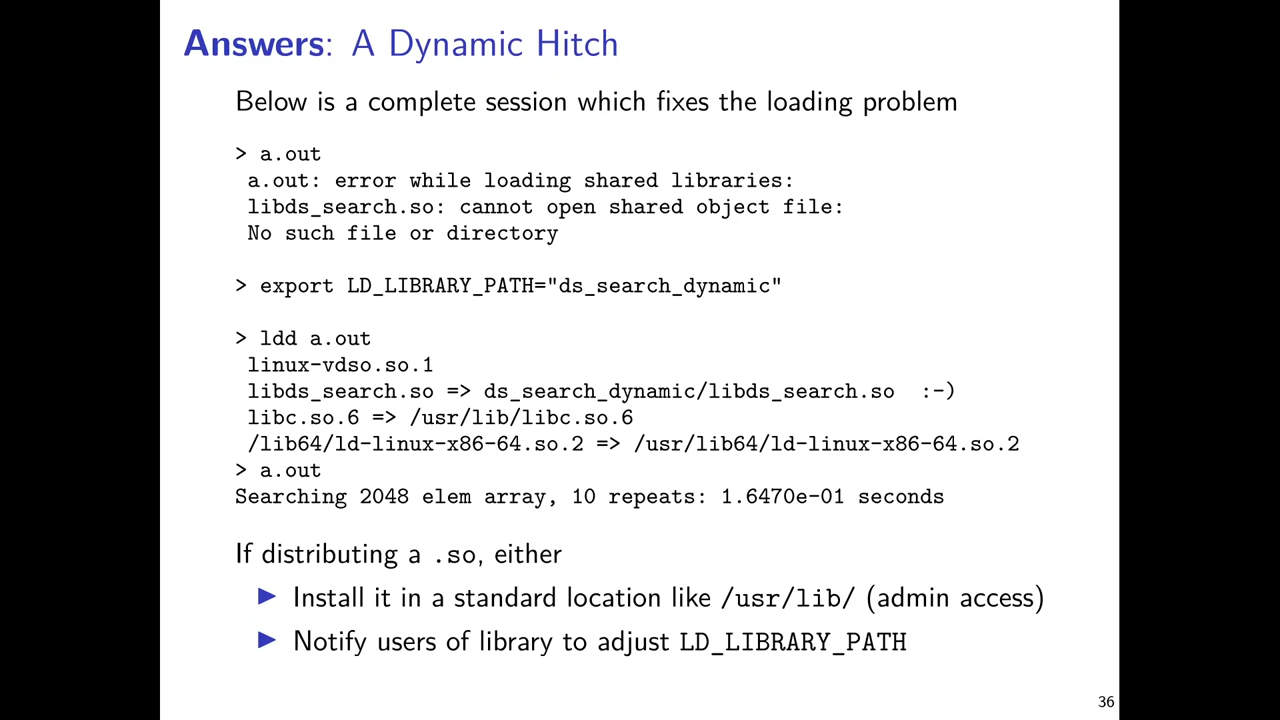 Answers: A Dynamic Hitch
Below is a complete session which fixes the loading problem
> a.out
a.out: error while loading shared libraries:
libds_search.so: cannot open shared object file:
No such file or directory
> export LD_LIBRARY_PATH="ds_search_dynamic"
> ldd a.out
linux-vdso.so.1
libds_search.so => ds_search_dynamic/libds_search.so :-)
libc.so.6 => /usr/lib/libc.so.6
/lib64/ld-linux-x86-64.so.2 => /usr/lib64/ld-linux-x86-64.so.2
> a.out
Searching 2048 elem array, 10 repeats: 1.6470e-01 seconds
If distributing a .so, either
▶ Install it in a standard location like /usr/lib/ (admin access)
▶ Notify users of library to adjust LD_LIBRARY_PATH
36